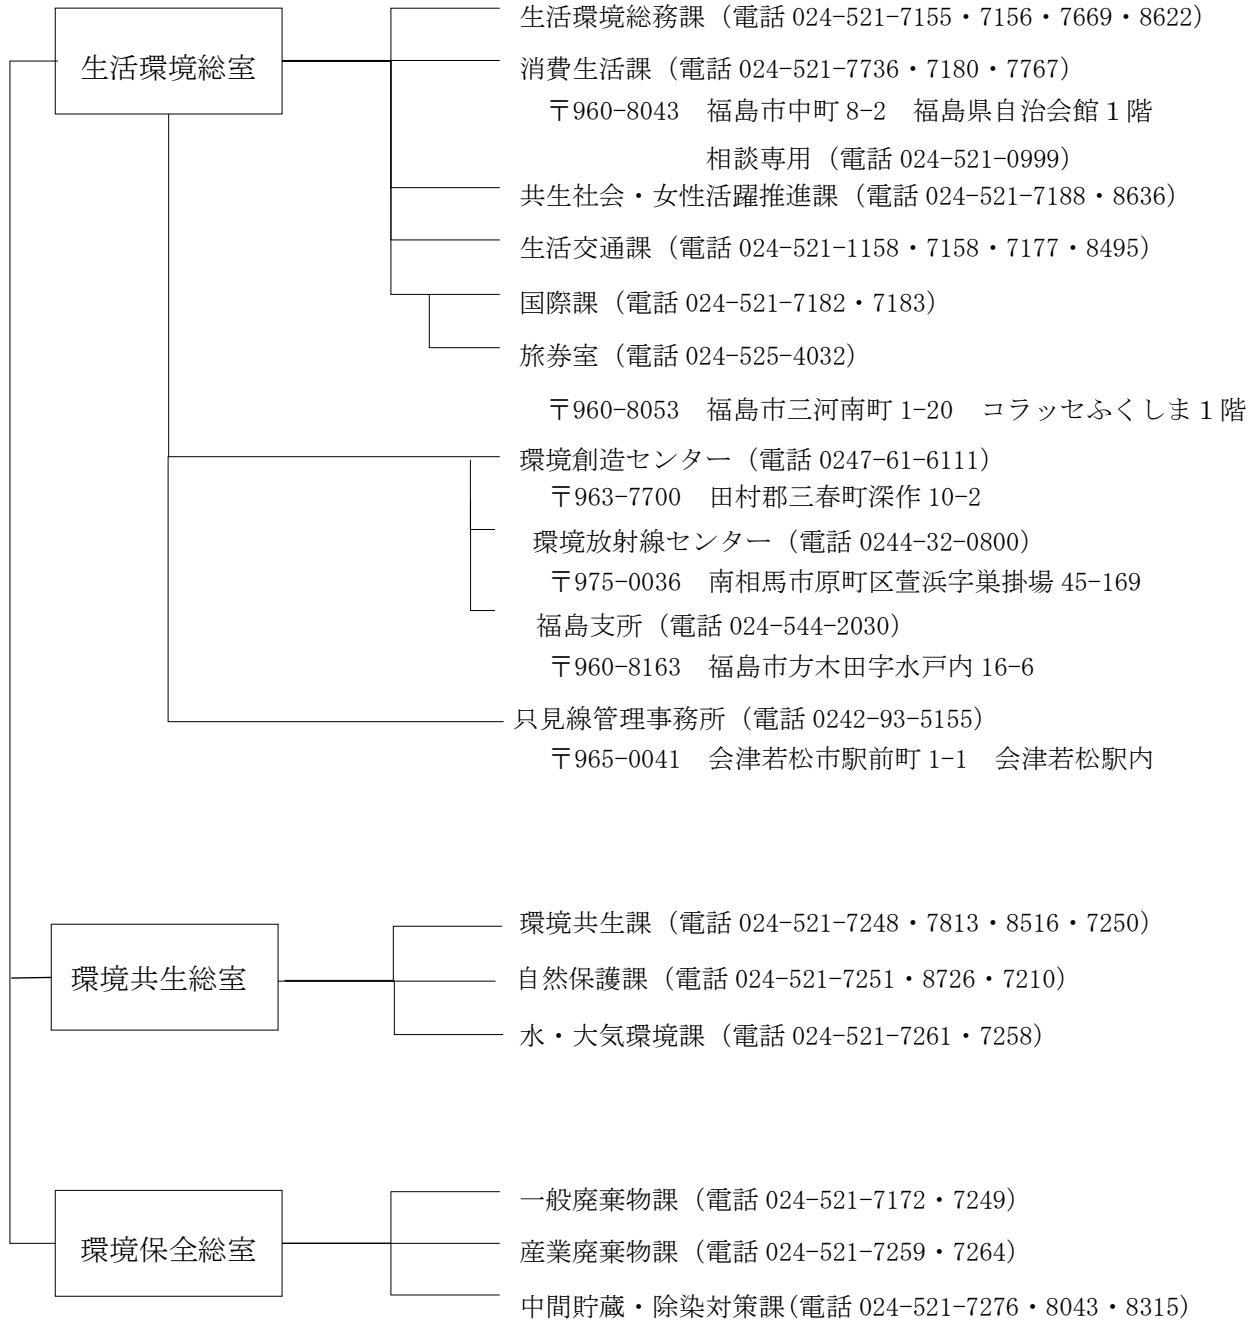 生活環境総室
生活環境総務課（電話 024-521-7155・7156・7669・8622）
消費生活課（電話 024-521-7736・7180・7767）
〒960-8043　福島市中町 8-2　福島県自治会館１階
相談専用（電話 024-521-0999）
共生社会・女性活躍推進課（電話 024-521-7188・8636）
生活交通課（電話 024-521-1158・7158・7177・8495）
国際課（電話 024-521-7182・7183）
旅券室（電話 024-525-4032）
〒960-8053　福島市三河南町 1-20　コラッセふくしま１階
環境創造センター（電話 0247-61-6111）
〒963-7700　田村郡三春町深作 10-2
環境放射線センター（電話 0244-32-0800）
〒975-0036　南相馬市原町区萱浜字巣掛場 45-169
福島支所（電話 024-544-2030）
〒960-8163　福島市方木田字水戸内 16-6
只見線管理事務所（電話 0242-93-5155）
〒965-0041　会津若松市駅前町 1-1　会津若松駅内
環境共生総室
環境共生課（電話 024-521-7248・7813・8516・7250）
自然保護課（電話 024-521-7251・8726・7210）
水・大気環境課（電話 024-521-7261・7258）
環境保全総室
一般廃棄物課（電話 024-521-7172・7249）
産業廃棄物課（電話 024-521-7259・7264）
中間貯蔵・除染対策課(電話 024-521-7276・8043・8315）